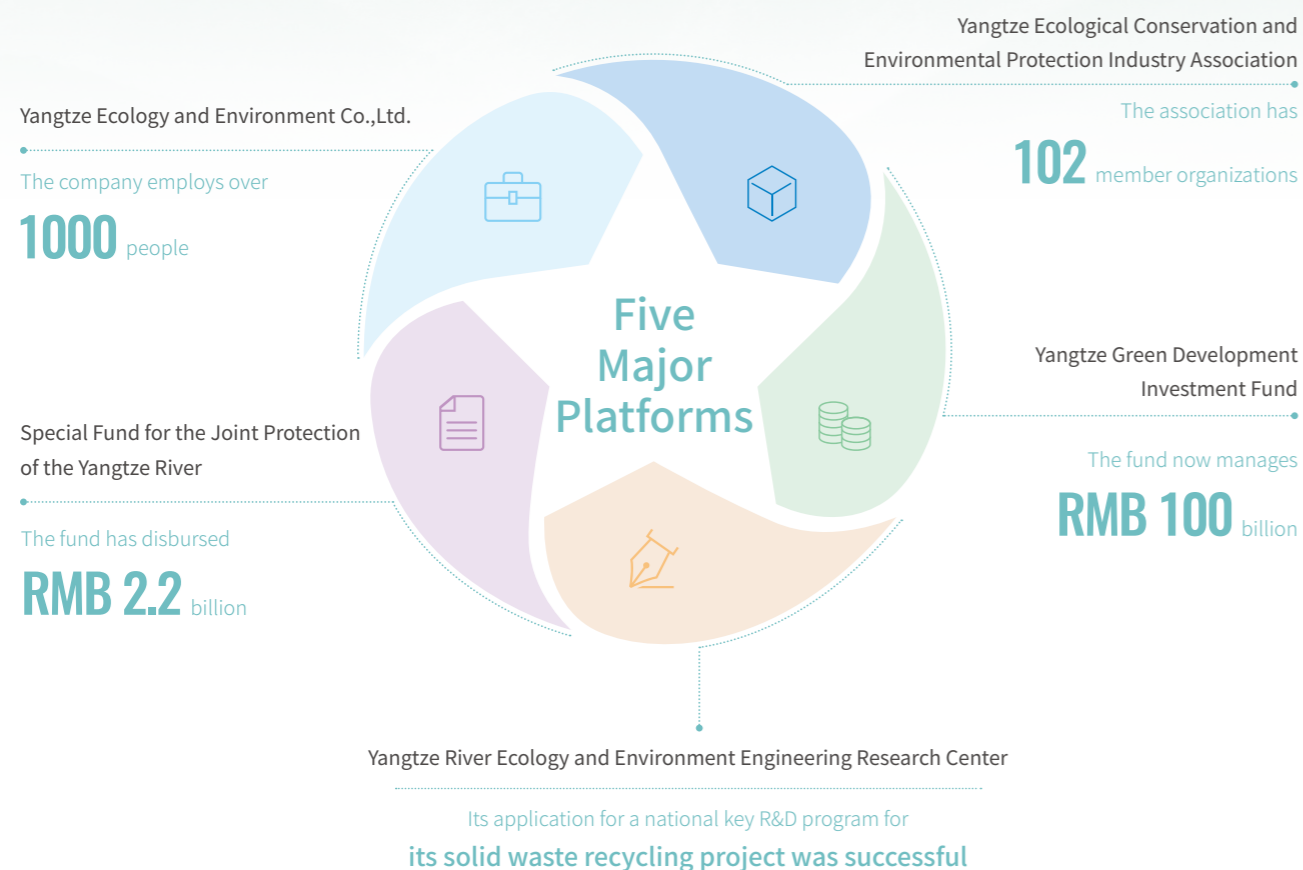 Yangtze Ecological Conservation and
Environmental Protection Industry Association
The association has
102 member organizations
Yangtze Ecology and Environment Co.,Ltd.
The company employs over
1000 people
Five
Major
Platforms
Yangtze Green Development
Investment Fund
The fund now manages
RMB 100 billion
Special Fund for the Joint Protection
of the Yangtze River
The fund has disbursed
RMB 2.2 billion
Yangtze River Ecology and Environment Engineering Research Center
Its application for a national key R&D program for
its solid waste recycling project was successful